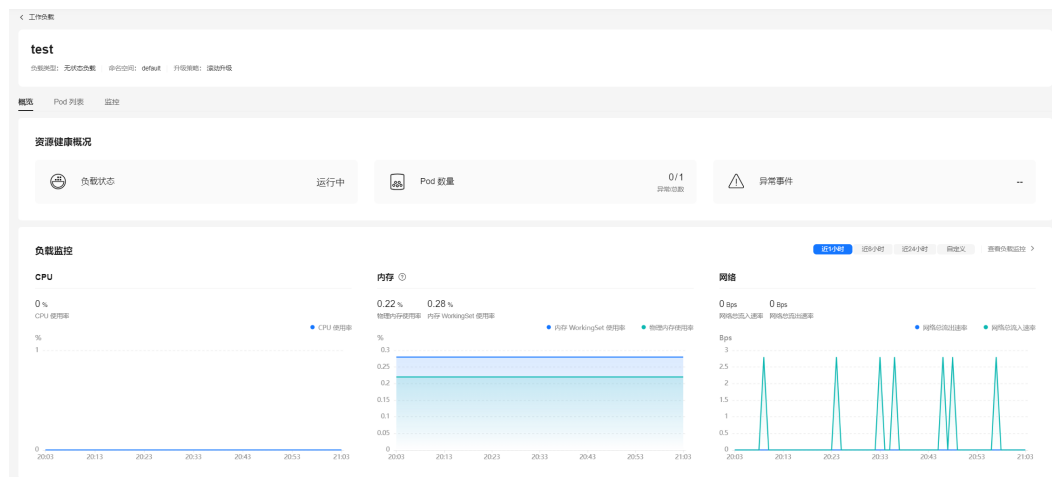 工作负载
test
负载类型： 无状态负载 命名空间： default 升级策略： 滚动升级
概览 Pod 列表 监控
资源健康概况
负载状态 运行中
Pod 数量 0/1
异常/总数
异常事件 --
负载监控 近1小时 近6小时 近24小时 自定义 查看负载监控
CPU
0 %
CPU 使用率
CPU 使用率
%
1
0
20:03 20:13 20:23 20:33 20:43 20:53 21:03
内存
0.22 % 0.28 %
物理内存使用率 内存 WorkingSet 使用率
内存 WorkingSet 使用率 物理内存使用率
%
0.3
0.25
0.2
0.15
0.1
0.05
0
20:03 20:13 20:23 20:33 20:43 20:53 21:03
网络
0 Bps 0 Bps
网络总流入速率 网络总流出速率
网络总流出速率 网络总流入速率
Bps
3
2.5
2
1.5
1
0.5
0
20:03 20:13 20:23 20:33 20:43 20:53 21:03